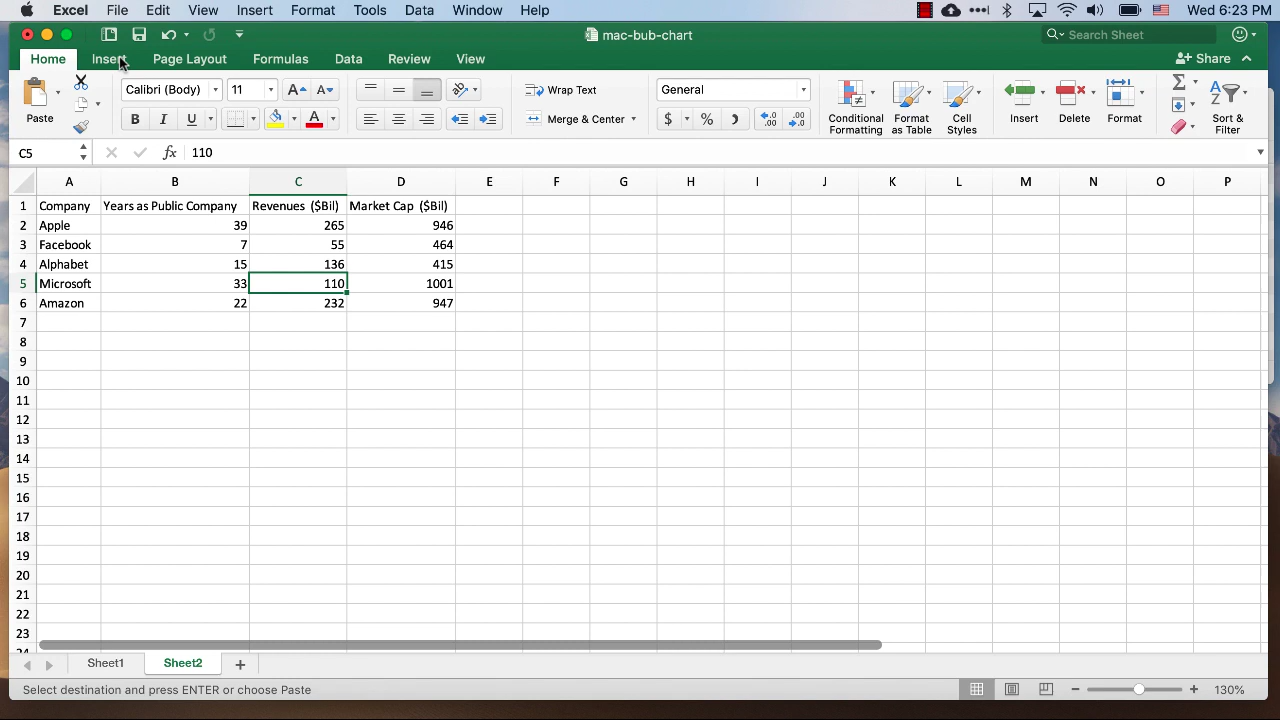 Excel File Edit View Insert Format Tools Data Window Help Wed 6:23 PM
mac-bub-chart Search Sheet
Home Insert Page Layout Formulas Data Review View Share
Calibri (Body) 11 A A Wrap Text General
Paste B I U A Merge & Center $ % Conditional Formatting Format as Table Cell Styles Insert Delete Format Sort & Filter
C5 fx 110
A B C D E F G H I J K L M N O P
1 Company Years as Public Company Revenues ($Bil) Market Cap ($Bil)
2 Apple 39 265 946
3 Facebook 7 55 464
4 Alphabet 15 136 415
5 Microsoft 33 110 1001
6 Amazon 22 232 947
7
8
9
10
11
12
13
14
15
16
17
18
19
20
21
22
23
Sheet1 Sheet2
Select destination and press ENTER or choose Paste 130%